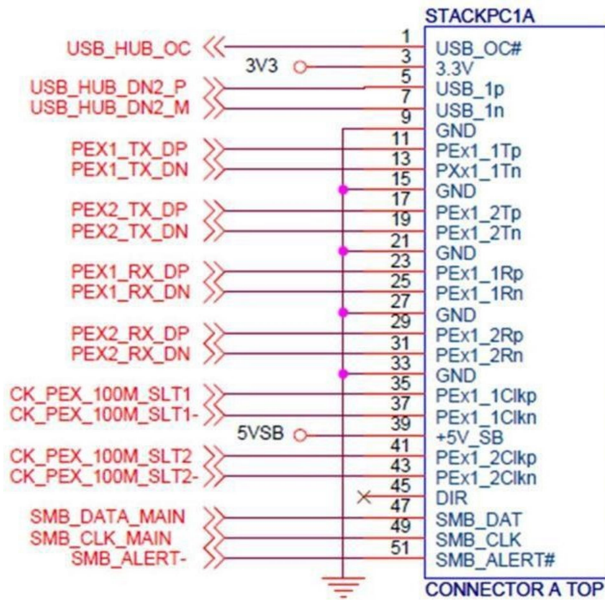 STACKPC1A
USB_HUB_OC 1 USB_OC#
3V3 3 3.3V
USB_HUB_DN2_P 5 USB_1p
USB_HUB_DN2_M 7 USB_1n
9 GND
PEX1_TX_DP 11 PEx1_1Tp
PEX1_TX_DN 13 PXx1_1Tn
15 GND
PEX2_TX_DP 17 PEx1_2Tp
PEX2_TX_DN 19 PEx1_2Tn
21 GND
PEX1_RX_DP 23 PEx1_1Rp
PEX1_RX_DN 25 PEx1_1Rn
27 GND
PEX2_RX_DP 29 PEx1_2Rp
PEX2_RX_DN 31 PEx1_2Rn
33 GND
CK_PEX_100M_SLT1 35 PEx1_1Clkp
CK_PEX_100M_SLT1- 37 PEx1_1Clkn
5VSB 39 +5V_SB
CK_PEX_100M_SLT2 41 PEx1_2Clkp
CK_PEX_100M_SLT2- 43 PEx1_2Clkn
45 DIR
SMB_DATA_MAIN 47 SMB_DAT
SMB_CLK_MAIN 49 SMB_CLK
SMB_ALERT- 51 SMB_ALERT#
CONNECTOR A TOP